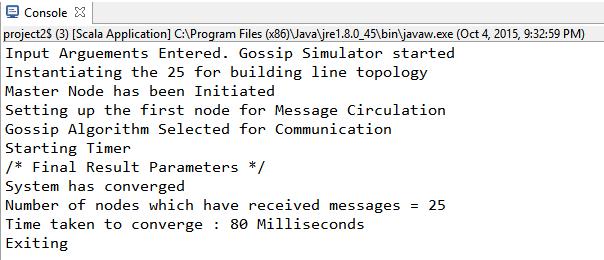 Console
project2$ (3) [Scala Application] C:\Program Files (x86)\Java\jre1.8.0_45\bin\javaw.exe (Oct 4, 2015, 9:32:59 PM)
Input Arguements Entered. Gossip Simulator started
Instantiating the 25 for building line topology
Master Node has been Initiated
Setting up the first node for Message Circulation
Gossip Algorithm Selected for Communication
Starting Timer
/* Final Result Parameters */
System has converged
Number of nodes which have received messages = 25
Time taken to converge : 80 Milliseconds
Exiting